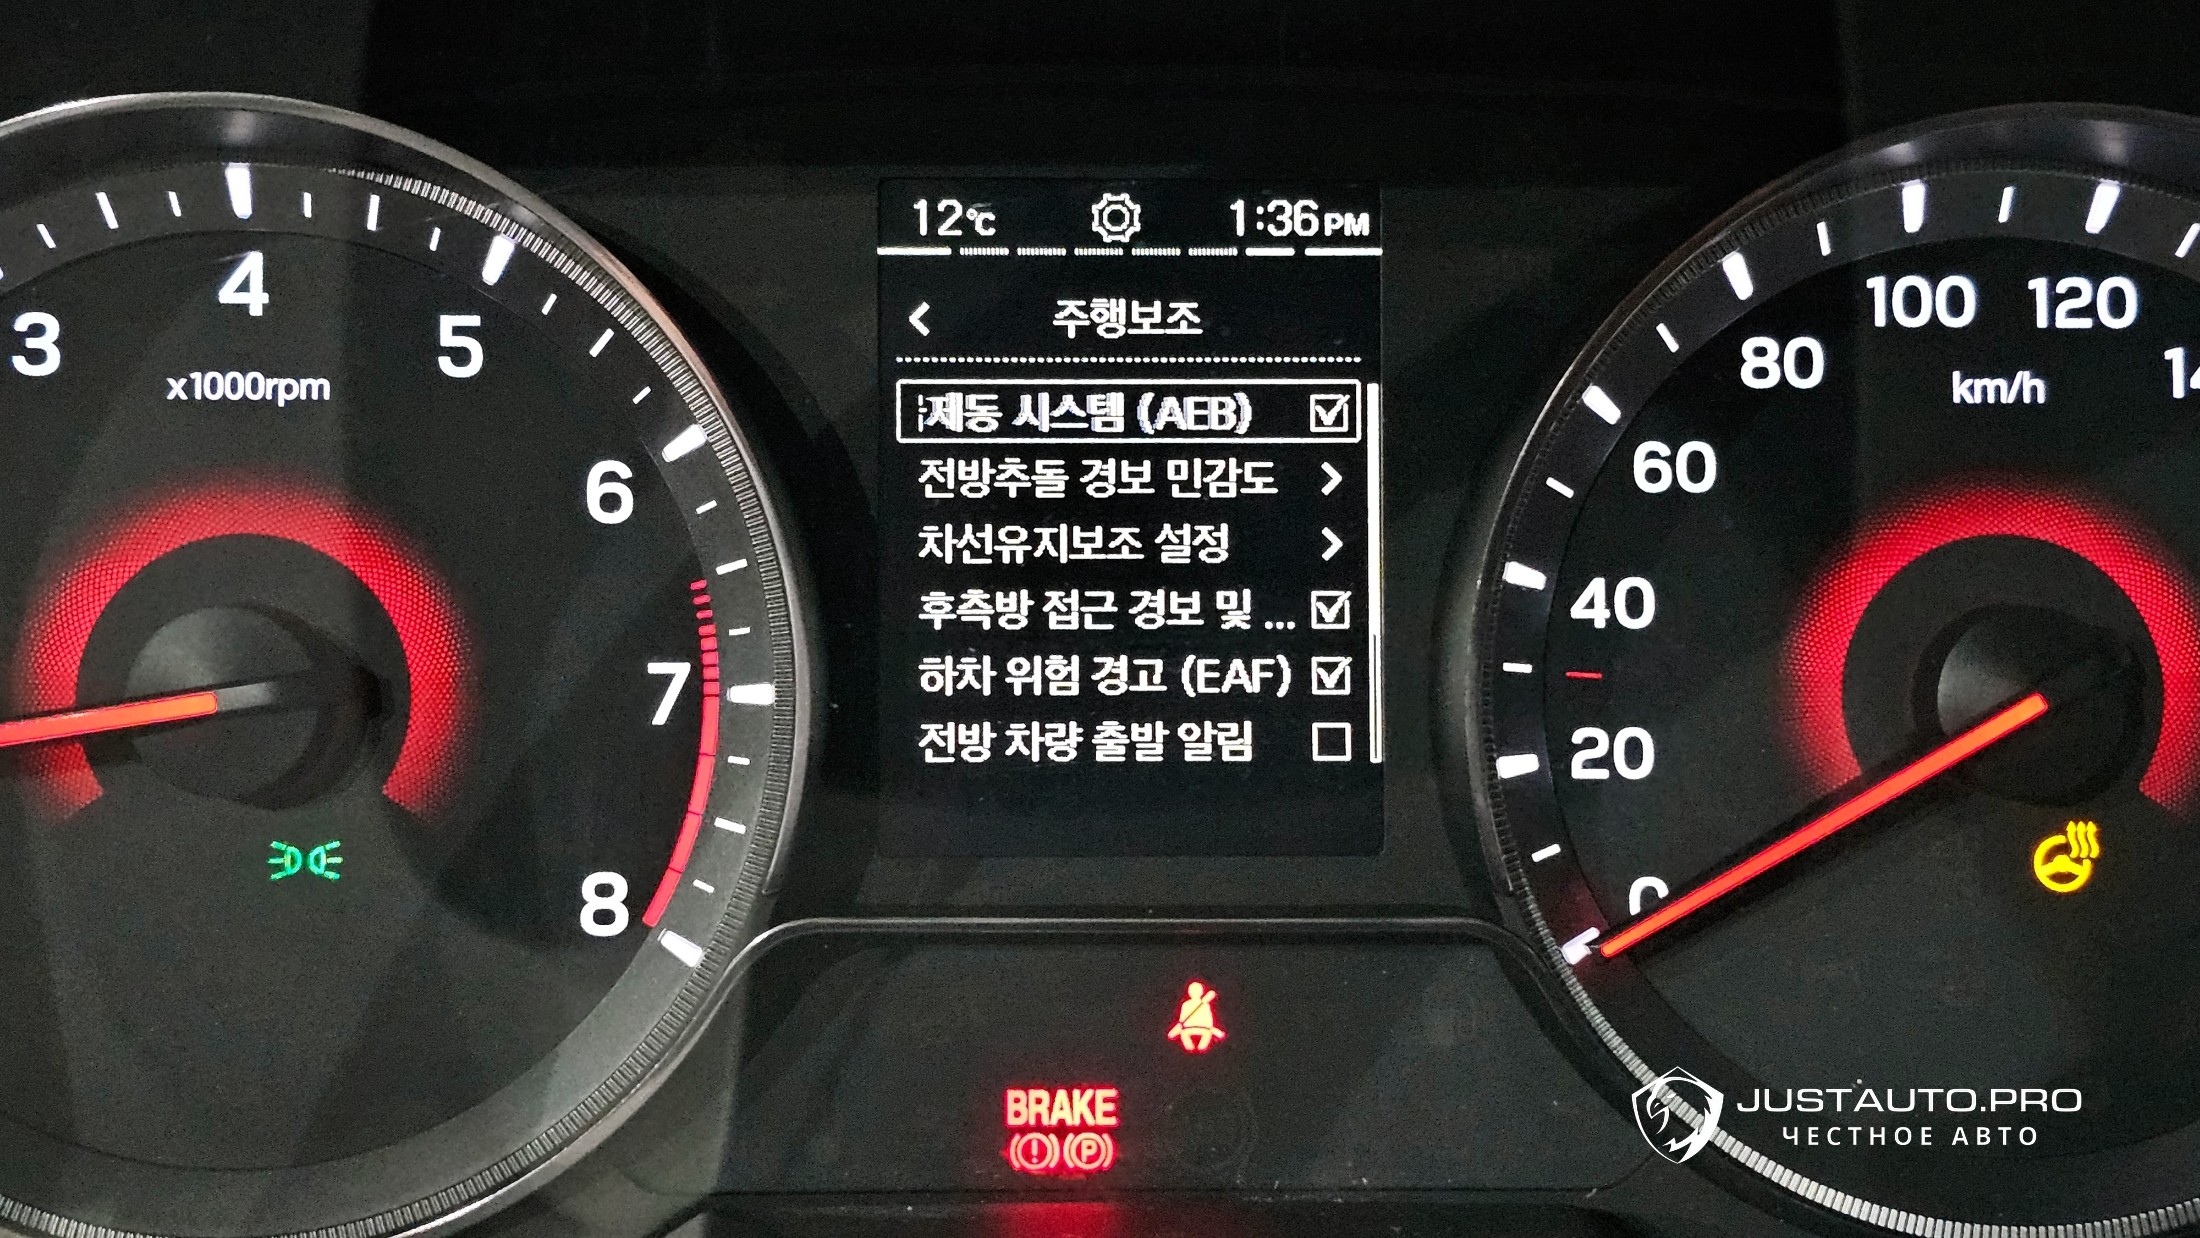 12℃ 1:36 PM
주행보조
제동 시스템 (AEB)
전방추돌 경보 민감도
차선유지보조 설정
후측방 접근 경보 및 ...
하차 위험 경고 (EAF)
전방 차량 출발 알림
3
4
5
6
7
8
x1000rpm
0
20
40
60
80
100
120
km/h
BRAKE
(!) (P)
JUSTAUTO.PRO
ЧЕСТНОЕ АВТО